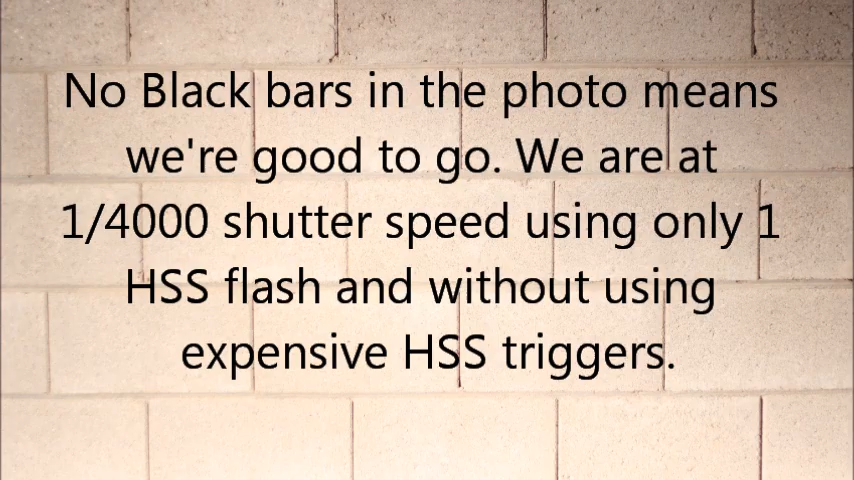 No Black bars in the photo means
we're good to go. We are at
1/4000 shutter speed using only 1
HSS flash and without using
expensive HSS triggers.